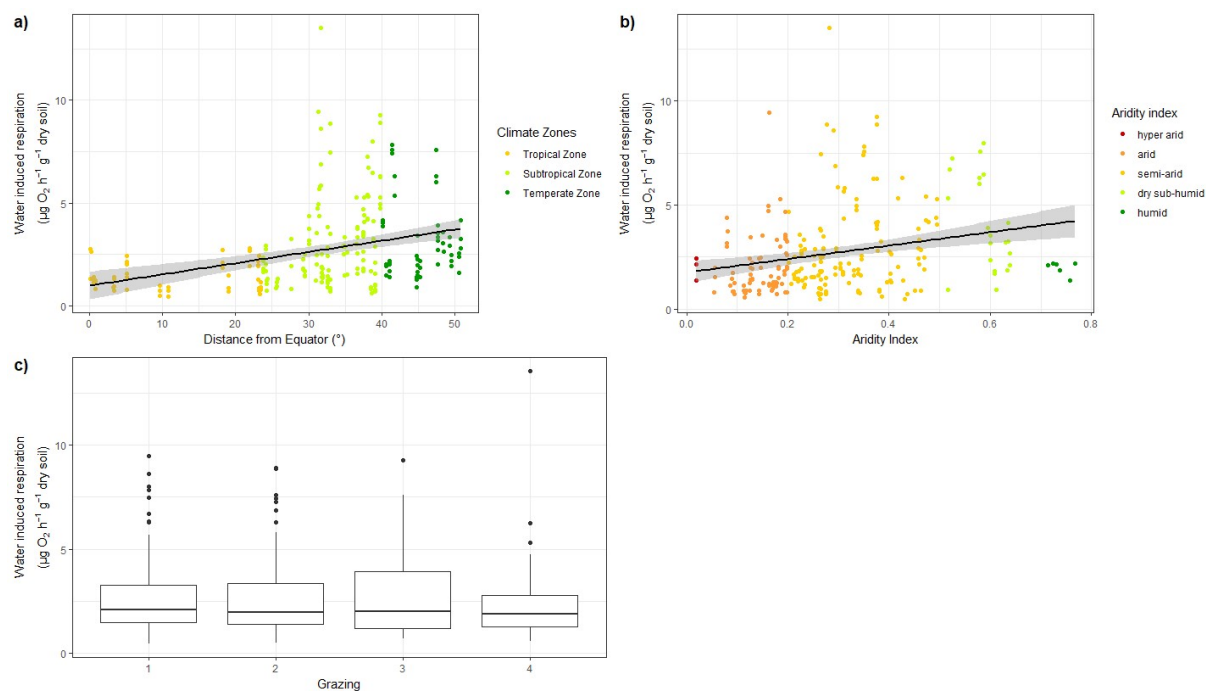 a)
Water induced respiration
(µg O₂ h⁻¹ g⁻¹ dry soil)
10
5
0
0 10 20 30 40 50
Distance from Equator (°)
Climate Zones
Tropical Zone
Subtropical Zone
Temperate Zone
b)
Water induced respiration
(µg O₂ h⁻¹ g⁻¹ dry soil)
10
5
0
0.0 0.2 0.4 0.6 0.8
Aridity Index
Aridity index
hyper arid
arid
semi-arid
dry sub-humid
humid
c)
Water induced respiration
(µg O₂ h⁻¹ g⁻¹ dry soil)
10
5
0
1 2 3 4
Grazing